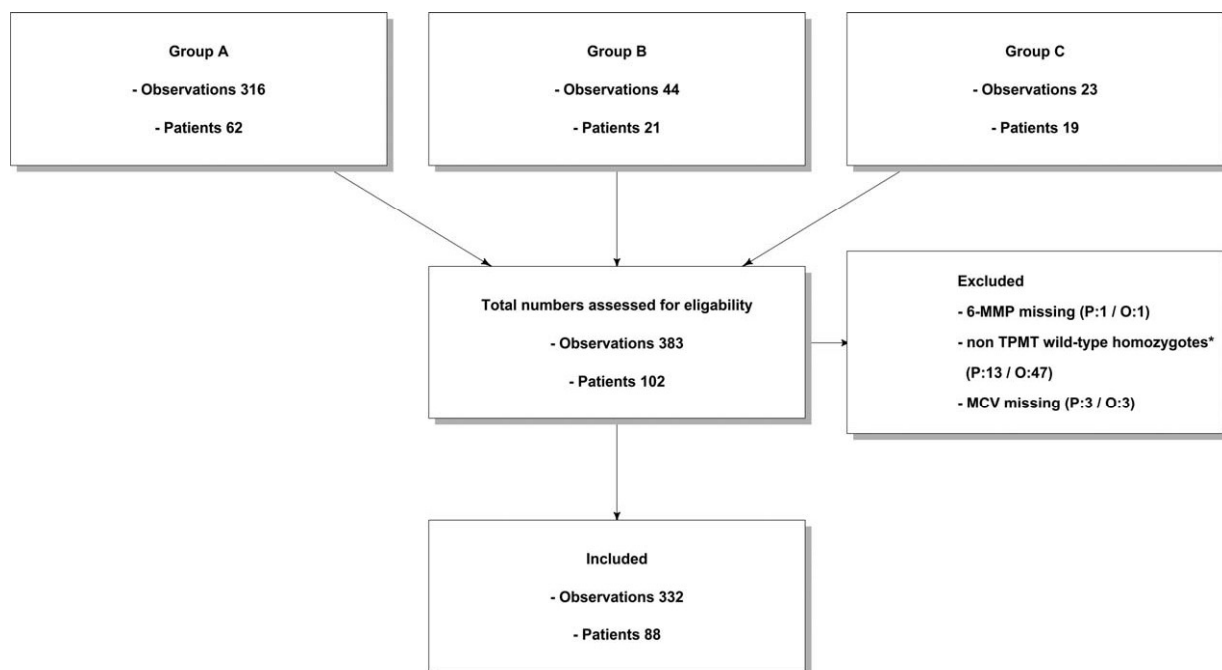 Group A
- Observations 316
- Patients 62
Group B
- Observations 44
- Patients 21
Group C
- Observations 23
- Patients 19
Total numbers assessed for eligability
- Observations 383
- Patients 102
Excluded
- 6-MMP missing (P:1 / O:1)
- non TPMT wild-type homozygotes*
(P:13 / O:47)
- MCV missing (P:3 / O:3)
Included
- Observations 332
- Patients 88